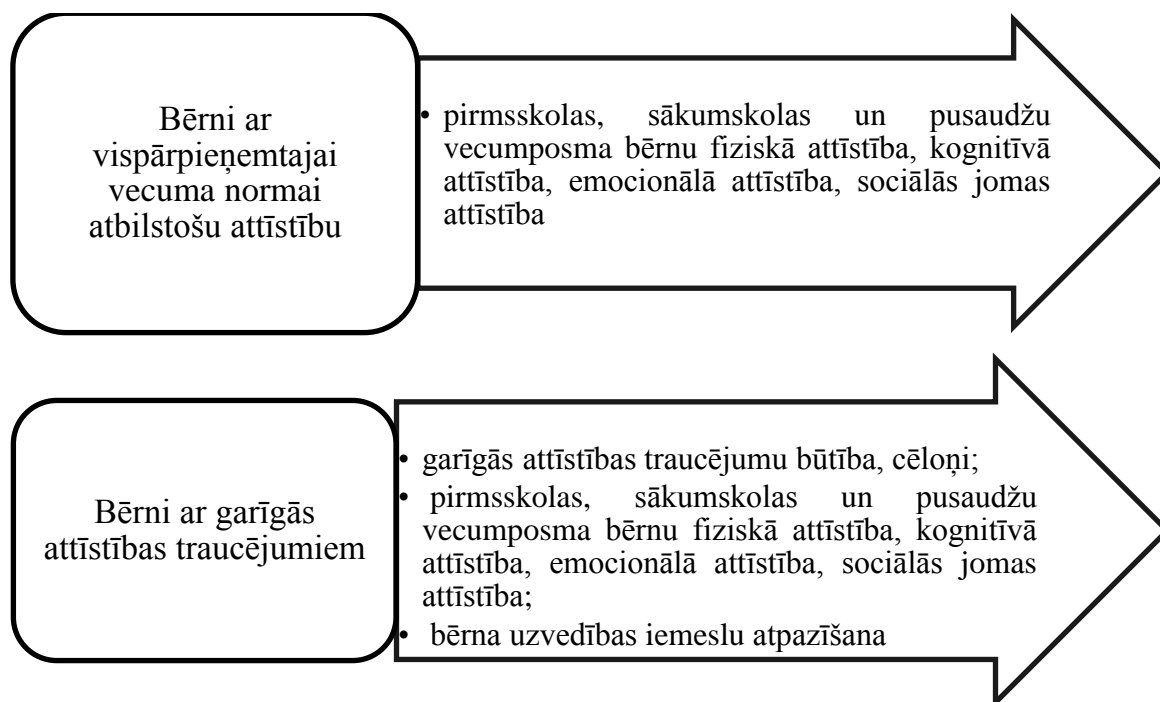 Bērni ar
vispārpieņemtajai
vecuma normai
atbilstošu attīstību
• pirmsskolas, sākumskolas un pusaudžu
vecumposma bērnu fiziskā attīstība, kognitīvā
attīstība, emocionālā attīstība, sociālās jomas
attīstība
Bērni ar garīgās
attīstības traucējumiem
• garīgās attīstības traucējumu būtība, cēloņi;
• pirmsskolas, sākumskolas un pusaudžu
vecumposma bērnu fiziskā attīstība, kognitīvā
attīstība, emocionālā attīstība, sociālās jomas
attīstība;
• bērna uzvedības iemeslu atpazīšana